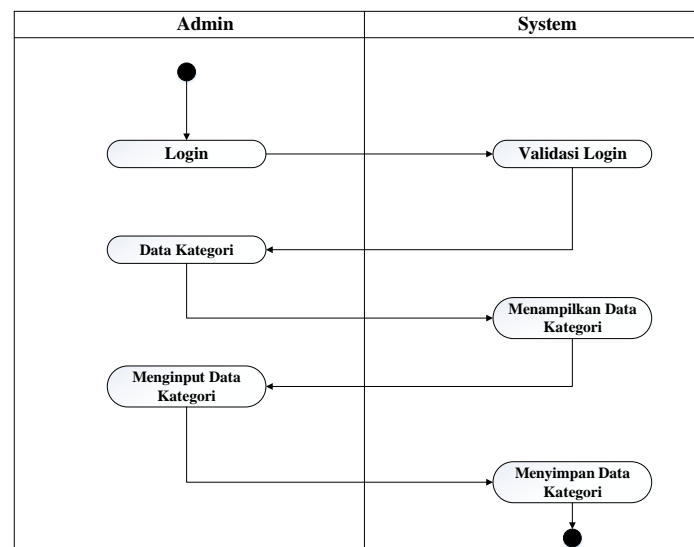 Admin
System
Login
Validasi Login
Data Kategori
Menampilkan Data
Kategori
Menginput Data
Kategori
Menyimpan Data
Kategori